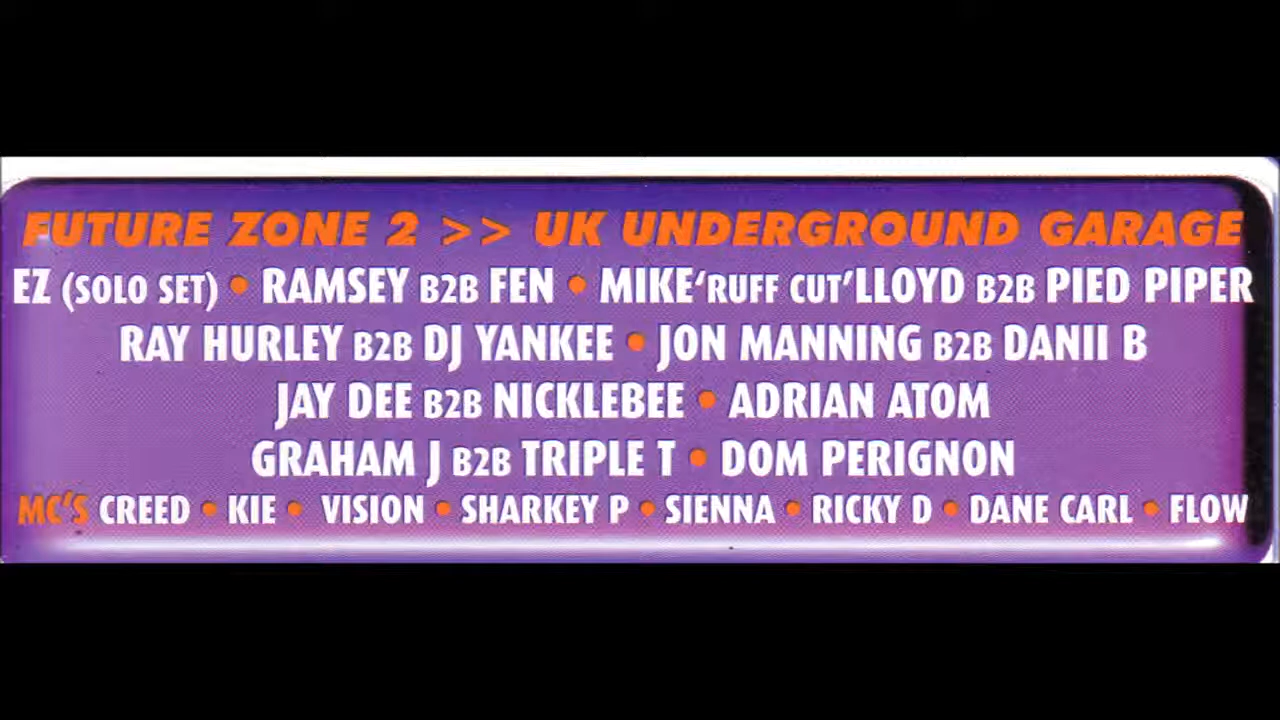 FUTURE ZONE 2 >> UK UNDERGROUND GARAGE
EZ (SOLO SET) • RAMSEY B2B FEN • MIKE 'RUFF CUT' LLOYD B2B PIED PIPER
RAY HURLEY B2B DJ YANKEE • JON MANNING B2B DANII B
JAY DEE B2B NICKLEBEE • ADRIAN ATOM
GRAHAM J B2B TRIPLE T • DOM PERIGNON
MC'S CREED • KIE • VISION • SHARKEY P • SIENNA • RICKY D • DANE CARL • FLOW